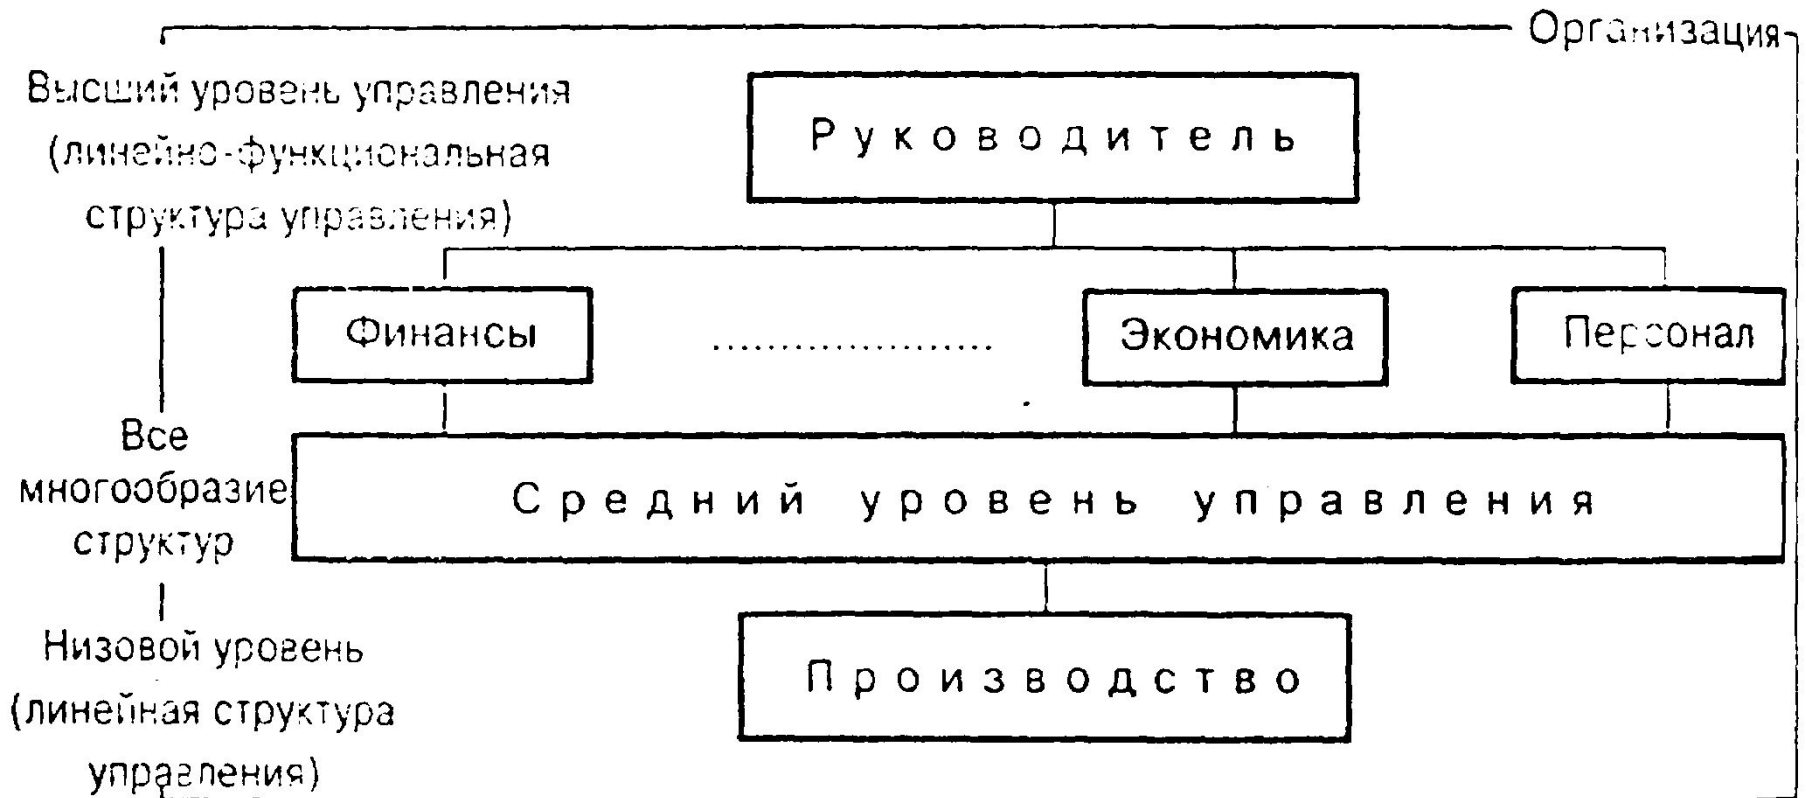 Организация
Высший уровень управления
(линейно-функциональная
структура управления)
Руководитель
Финансы
....................
Экономика
Персонал
Все
многообразие
структур
Средний уровень управления
Низовой уровень
(линейная структура
управления)
Производство